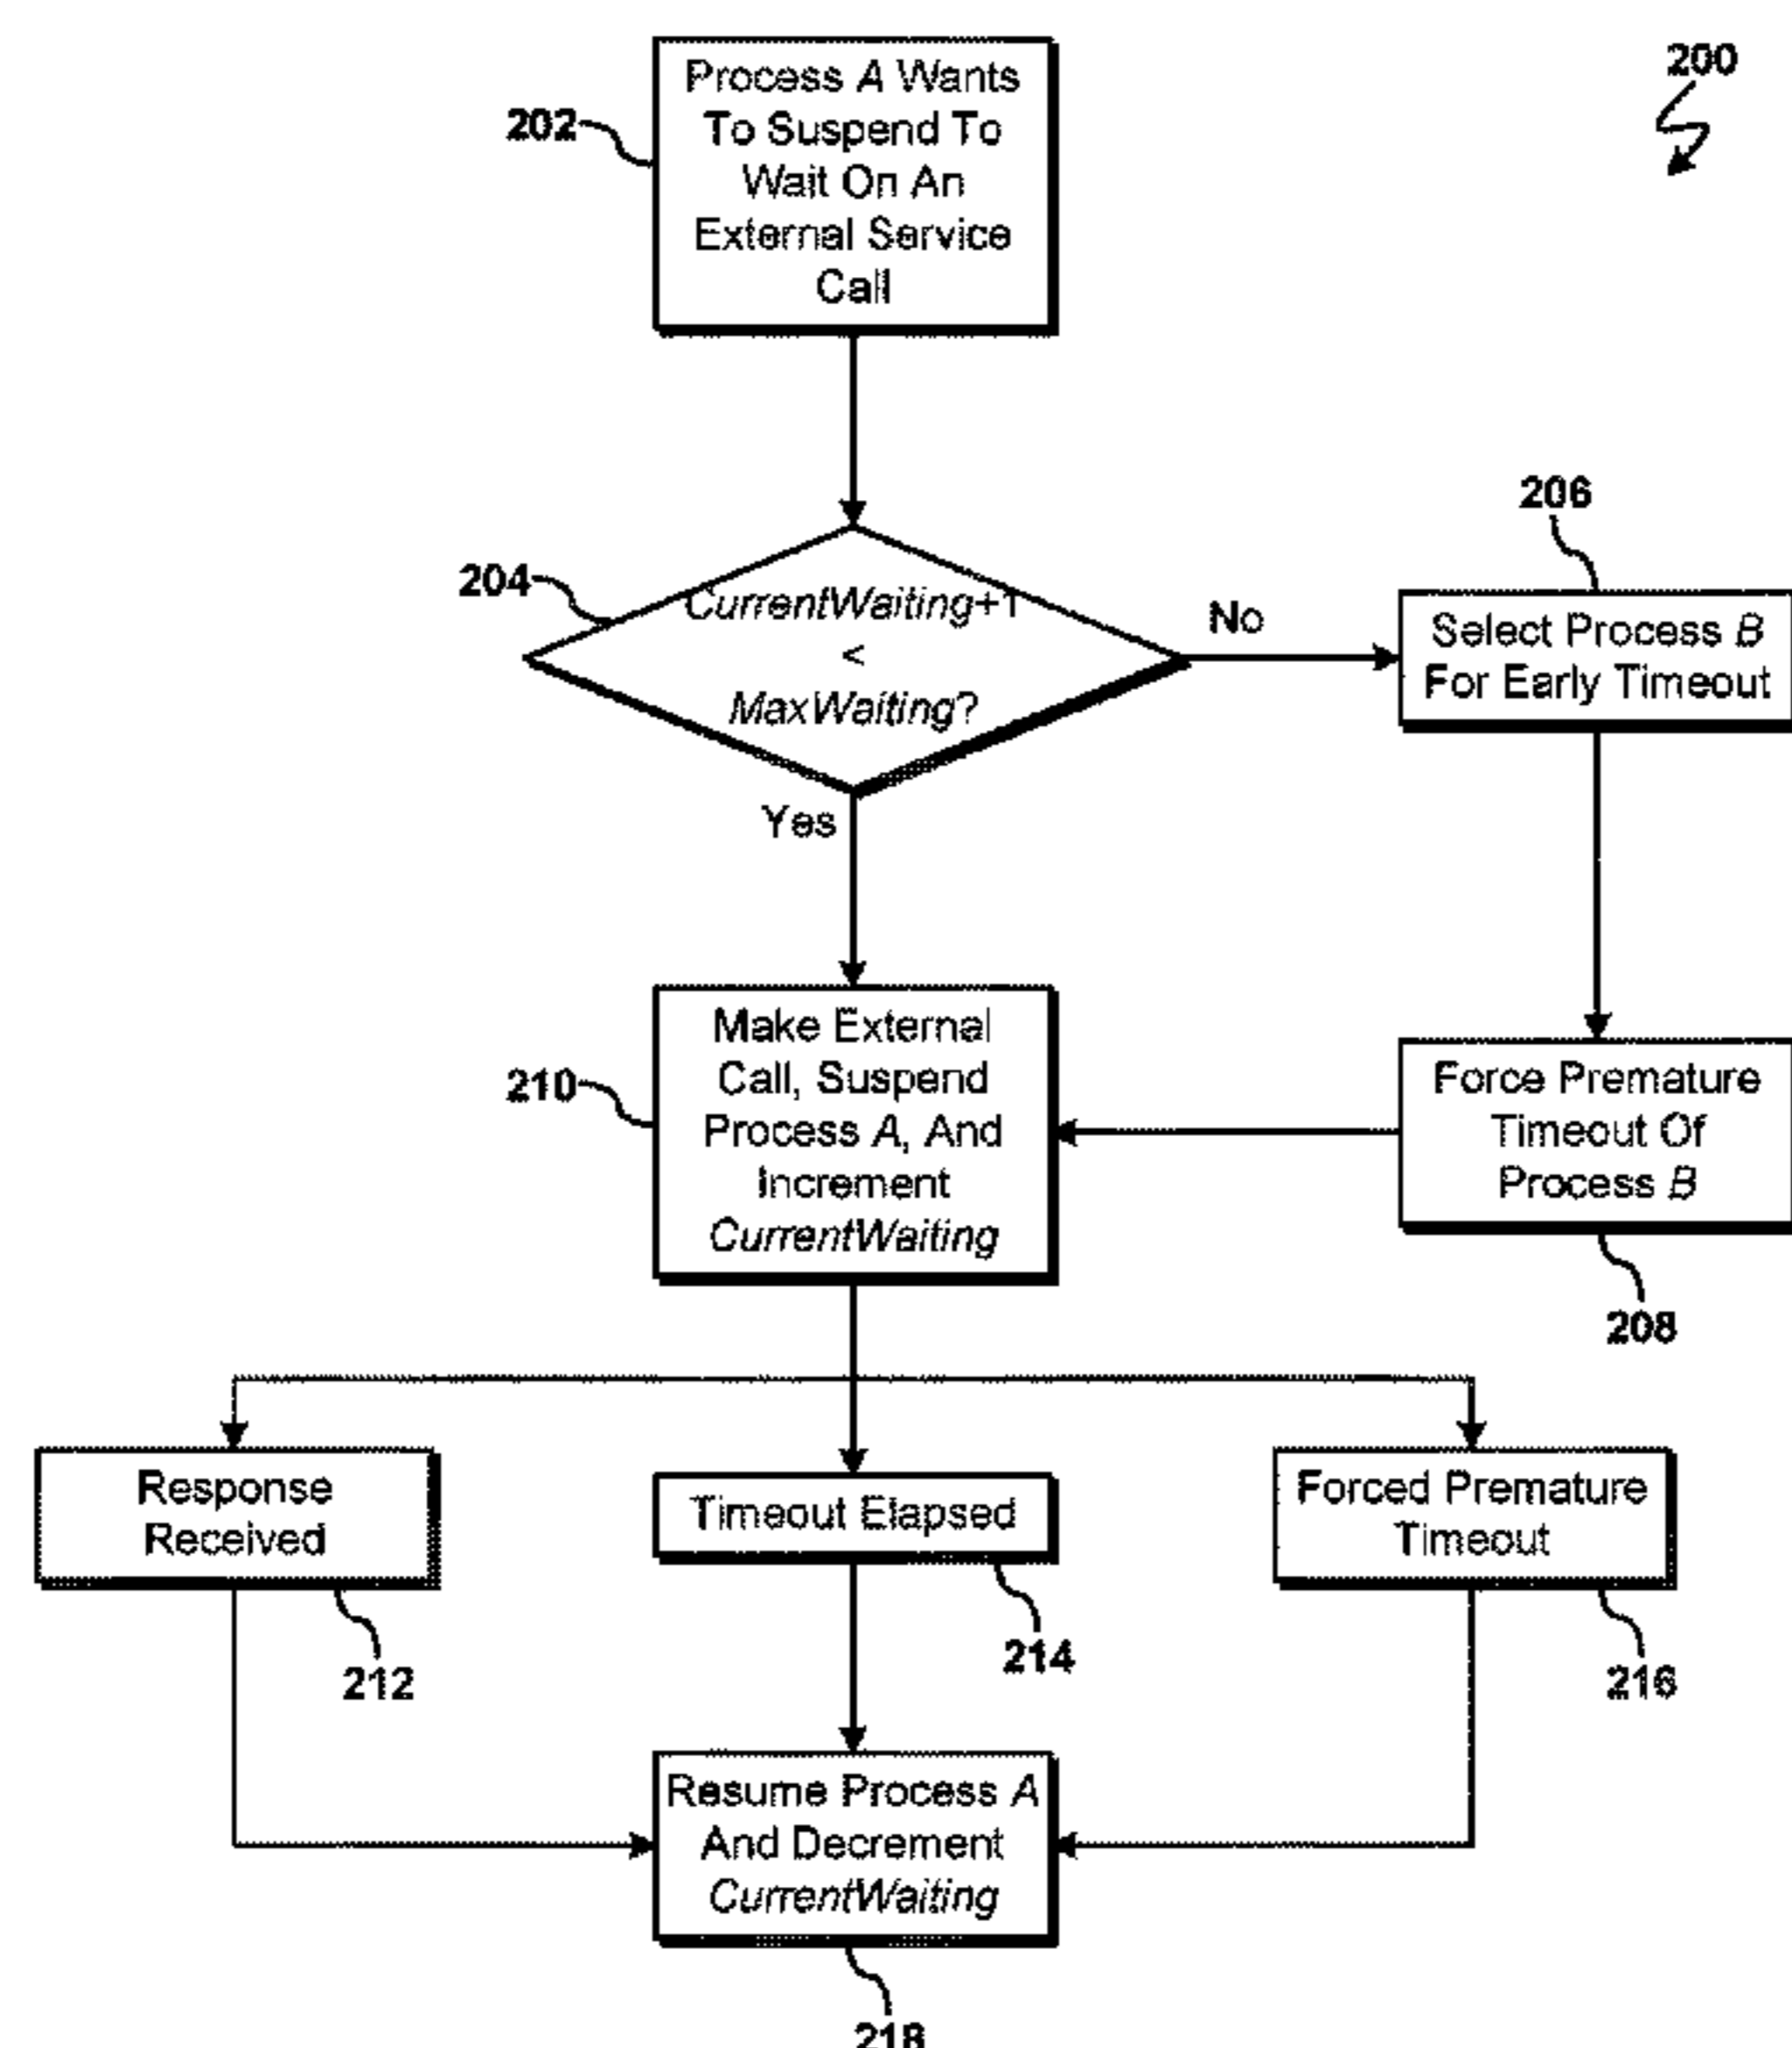 200
202
Process A Wants
To Suspend To
Wait On An
External Service
Call
204
CurrentWaiting+1
<
MaxWaiting?
No
Yes
206
Select Process B
For Early Timeout
210
Make External
Call, Suspend
Process A, And
Increment
CurrentWaiting
Force Premature
Timeout Of
Process B
208
Response
Received
212
Timeout Elapsed
214
Forced Premature
Timeout
216
Resume Process A
And Decrement
CurrentWaiting
218